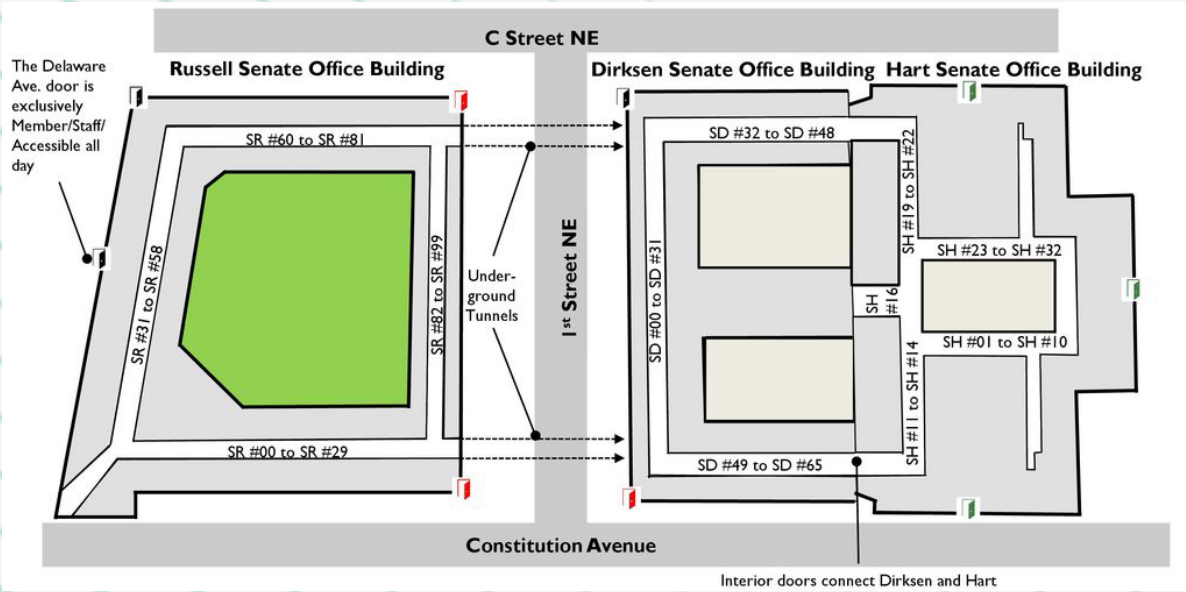 C Street NE
The Delaware
Ave. door is
exclusively
Member/Staff/
Accessible all
day
Russell Senate Office Building
Dirksen Senate Office Building
Hart Senate Office Building
SR #60 to SR #81
SR #31 to SR #58
SR #82 to SR #99
SR #00 to SR #29
Under-
ground
Tunnels
1st Street NE
SD #32 to SD #48
SD #00 to SD #31
SD #49 to SD #65
SH #19 to SH #22
SH #23 to SH #32
SH
#16
SH #01 to SH #10
SH #11 to SH #14
Constitution Avenue
Interior doors connect Dirksen and Hart